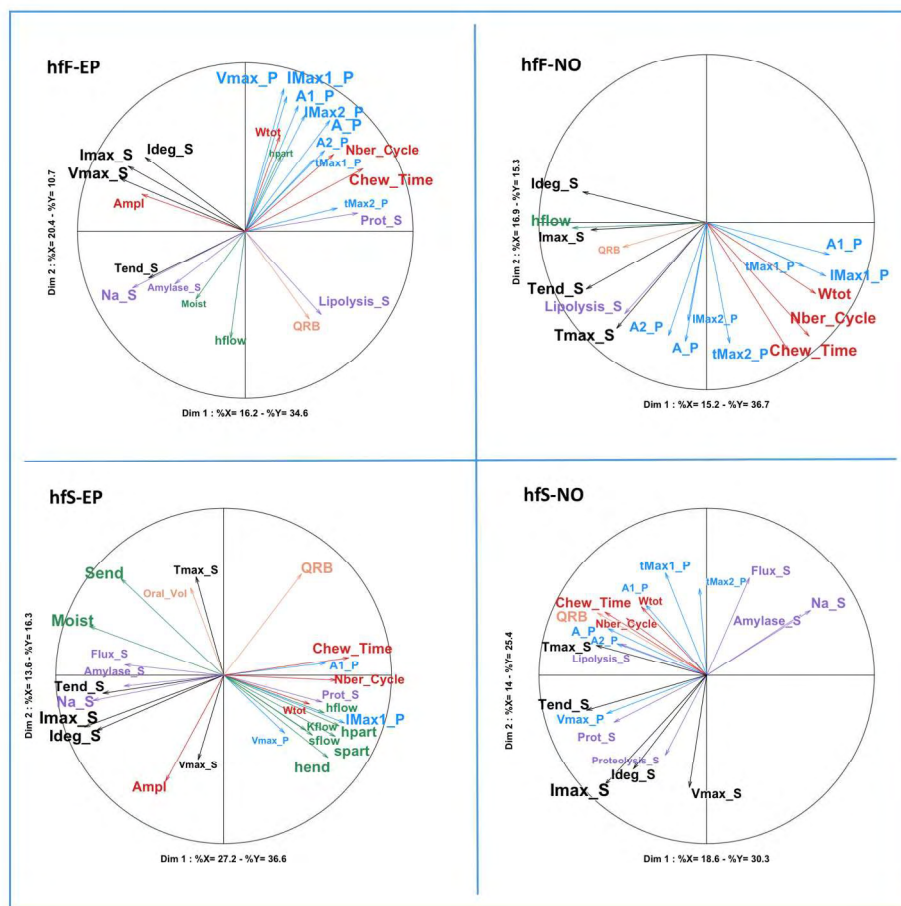 hfF-EP
Vmax_P IMax1_P
A1_P
IMax2_P
A_P
Wtot
A2_P
Nber_Cycle
hpart
tMax1_P
Chew_Time
Ideg_S
Imax_S
Vmax_S
Ampl
tMax2_P
Prot_S
Tend_S
Amylase_S
Na_S
Moist
Lipolysis_S
QRB
hflow
Dim 2 : %X= 20.4 - %Y= 10.7
Dim 1 : %X= 16.2 - %Y= 34.6
hfF-NO
Ideg_S
hflow
Imax_S
QRB
A1_P
tMax1_P
IMax1_P
Tend_S
Wtot
Lipolysis_S
Nber_Cycle
Tmax_S
A2_P
IMax2_P
A_P
tMax2_P
Chew_Time
Dim 2 : %X= 16.9 - %Y= 15.3
Dim 1 : %X= 15.2 - %Y= 36.7
hfS-EP
Send
Tmax_S
QRB
Oral_Vol
Moist
Chew_Time
Flux_S
A1_P
Amylase_S
Nber_Cycle
Tend_S
Na_S
Prot_S
Wtot
hflow
Imax_S
IMax1_P
Ideg_S
Kflow
hpart
Vmax_P
sflow
spart
Vmax_S
hend
Ampl
Dim 2 : %X= 13.6 - %Y= 16.3
Dim 1 : %X= 27.2 - %Y= 36.6
hfS-NO
tMax1_P
Flux_S
A1_P
tMax2_P
Wtot
Chew_Time
Na_S
QRB
Nber_Cycle
Amylase_S
A_P
A2_P
Tmax_S
Lipolysis_S
Tend_S
Vmax_P
Prot_S
Proteolysis_S
Ideg_S
Imax_S
Vmax_S
Dim 2 : %X= 14 - %Y= 25.4
Dim 1 : %X= 18.6 - %Y= 30.3